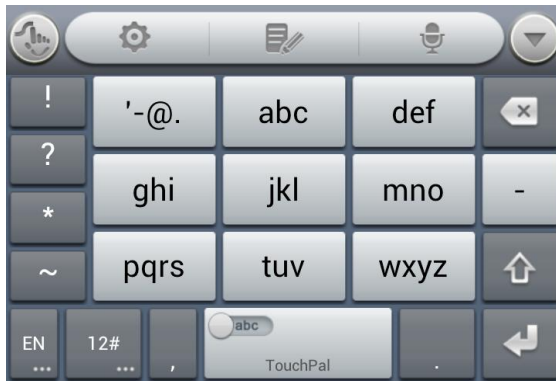 !
'-@. abc def
?
ghi jkl mno -
*
pqrs tuv wxyz
~
EN ... 12# ... , abc .
TouchPal